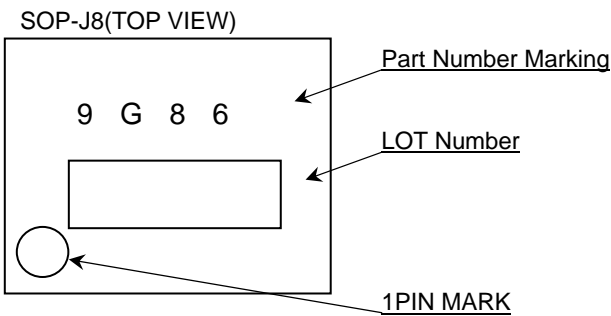 SOP-J8(TOP VIEW)
Part Number Marking
9 G 8 6
LOT Number
1PIN MARK